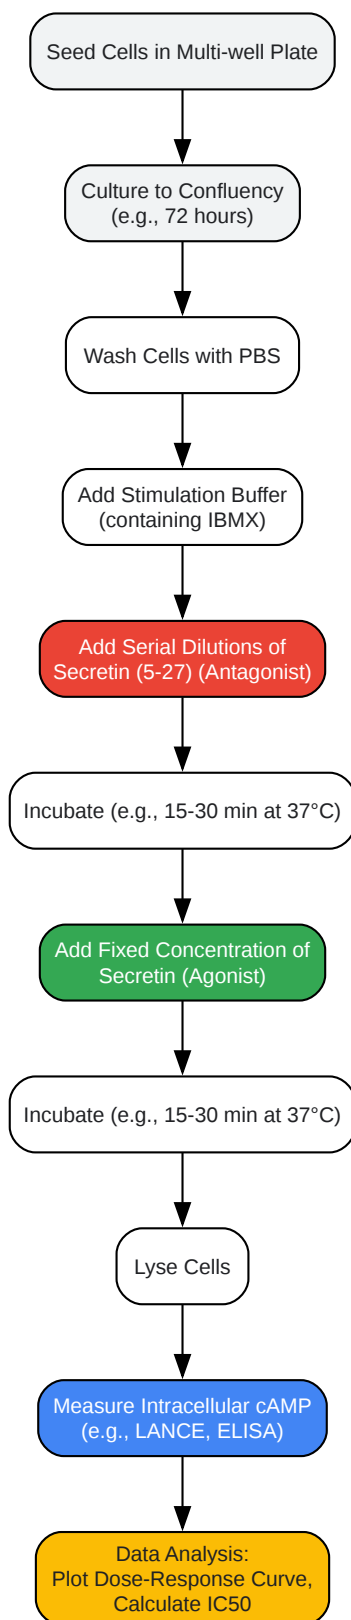 Seed Cells in Multi-well Plate
Culture to Confluency
(e.g., 72 hours)
Wash Cells with PBS
Add Stimulation Buffer
(containing IBMX)
Add Serial Dilutions of
Secretin (5-27) (Antagonist)
Incubate (e.g., 15-30 min at 37°C)
Add Fixed Concentration of
Secretin (Agonist)
Incubate (e.g., 15-30 min at 37°C)
Lyse Cells
Measure Intracellular cAMP
(e.g., LANCE, ELISA)
Data Analysis:
Plot Dose-Response Curve,
Calculate IC50